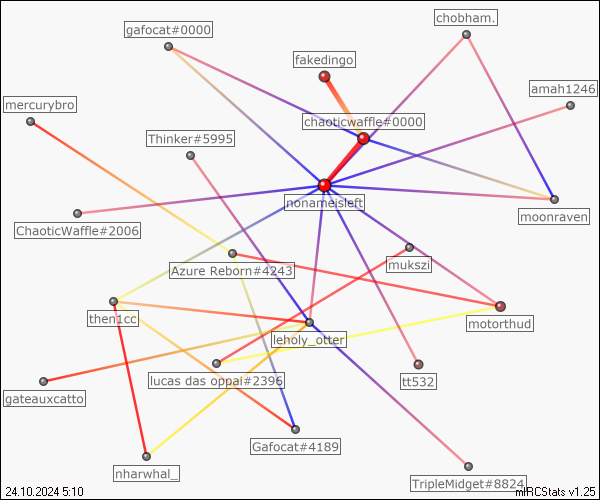 chobham.
gafocat#0000
fakedingo
amah1246
mercurybro
chaoticwaffle#0000
Thinker#5995
nonameisleft
moonraven
ChaoticWaffle#2006
mukszi
Azure Reborn#4243
then1cc
motorthud
leholy_otter
lucas das oppai#2396
tt532
gateauxcatto
Gafocat#4189
nharwhal_
TripleMidget#8824
24.10.2024 5:10
mIRCStats v1.25